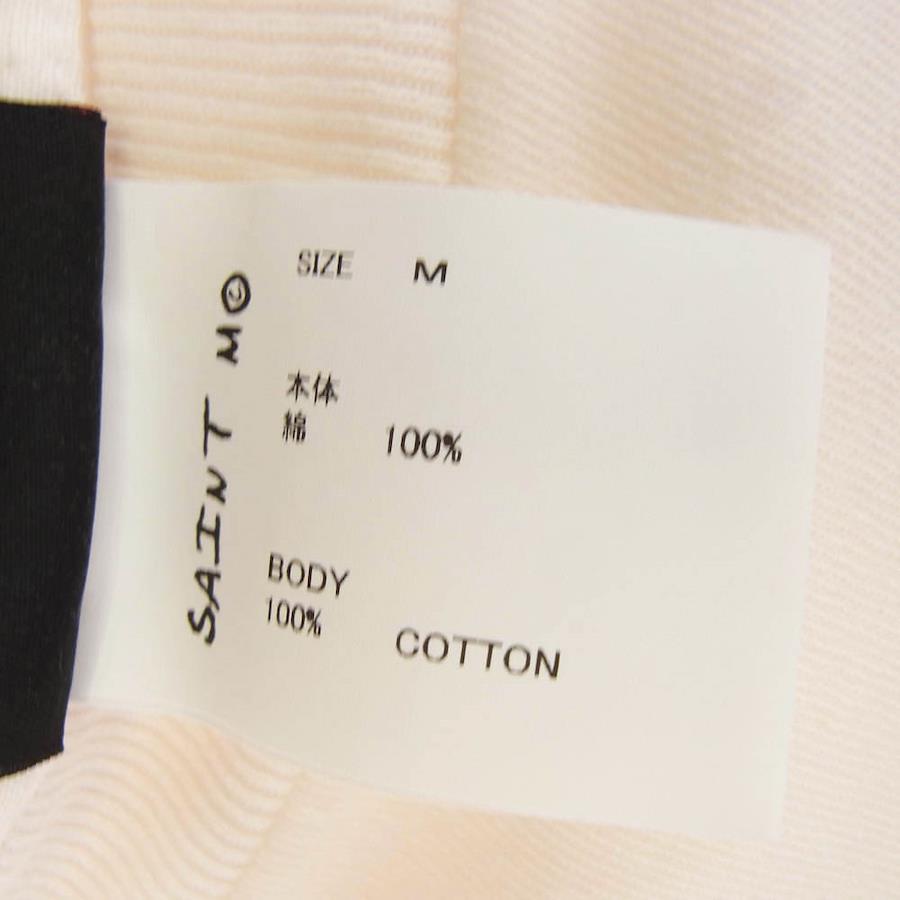 SAINT M©
SIZE M
本体
綿 100%
BODY
100% COTTON